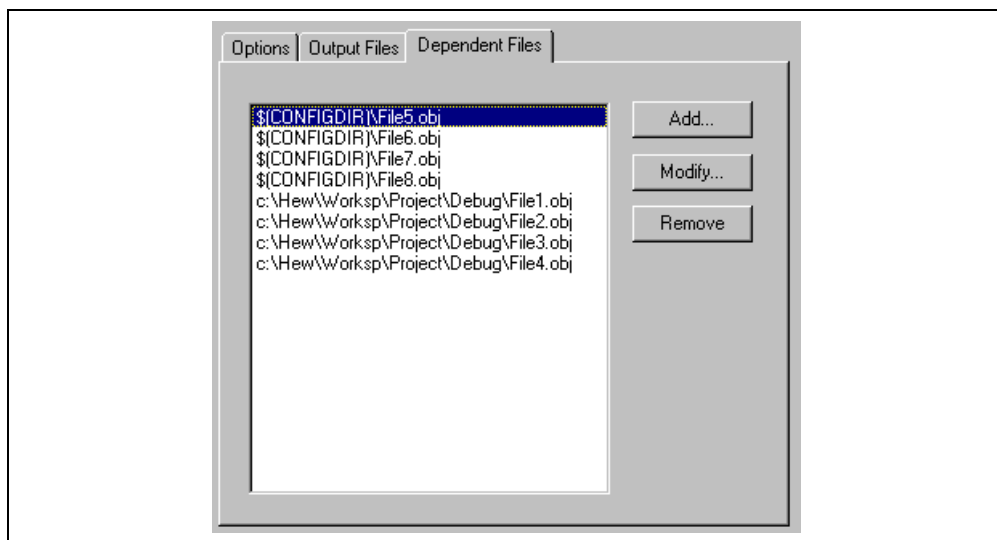 Options Output Files Dependent Files
$(CONFIGDIR)\File5.obj
$(CONFIGDIR)\File6.obj
$(CONFIGDIR)\File7.obj
$(CONFIGDIR)\File8.obj
c:\Hew\Worksp\Project\Debug\File1.obj
c:\Hew\Worksp\Project\Debug\File2.obj
c:\Hew\Worksp\Project\Debug\File3.obj
c:\Hew\Worksp\Project\Debug\File4.obj
Add...
Modify...
Remove